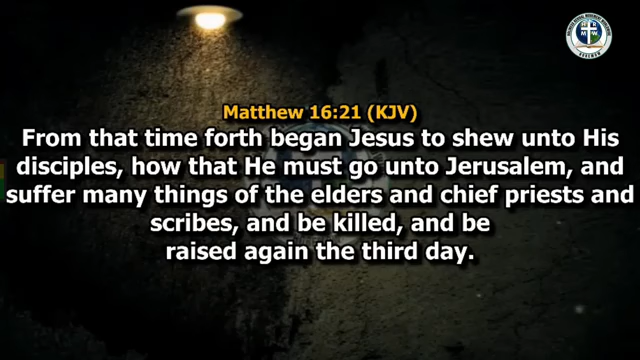 Matthew 16:21 (KJV)
From that time forth began Jesus to shew unto His
disciples, how that He must go unto Jerusalem, and
suffer many things of the elders and chief priests and
scribes, and be killed, and be
raised again the third day.
H R
M W